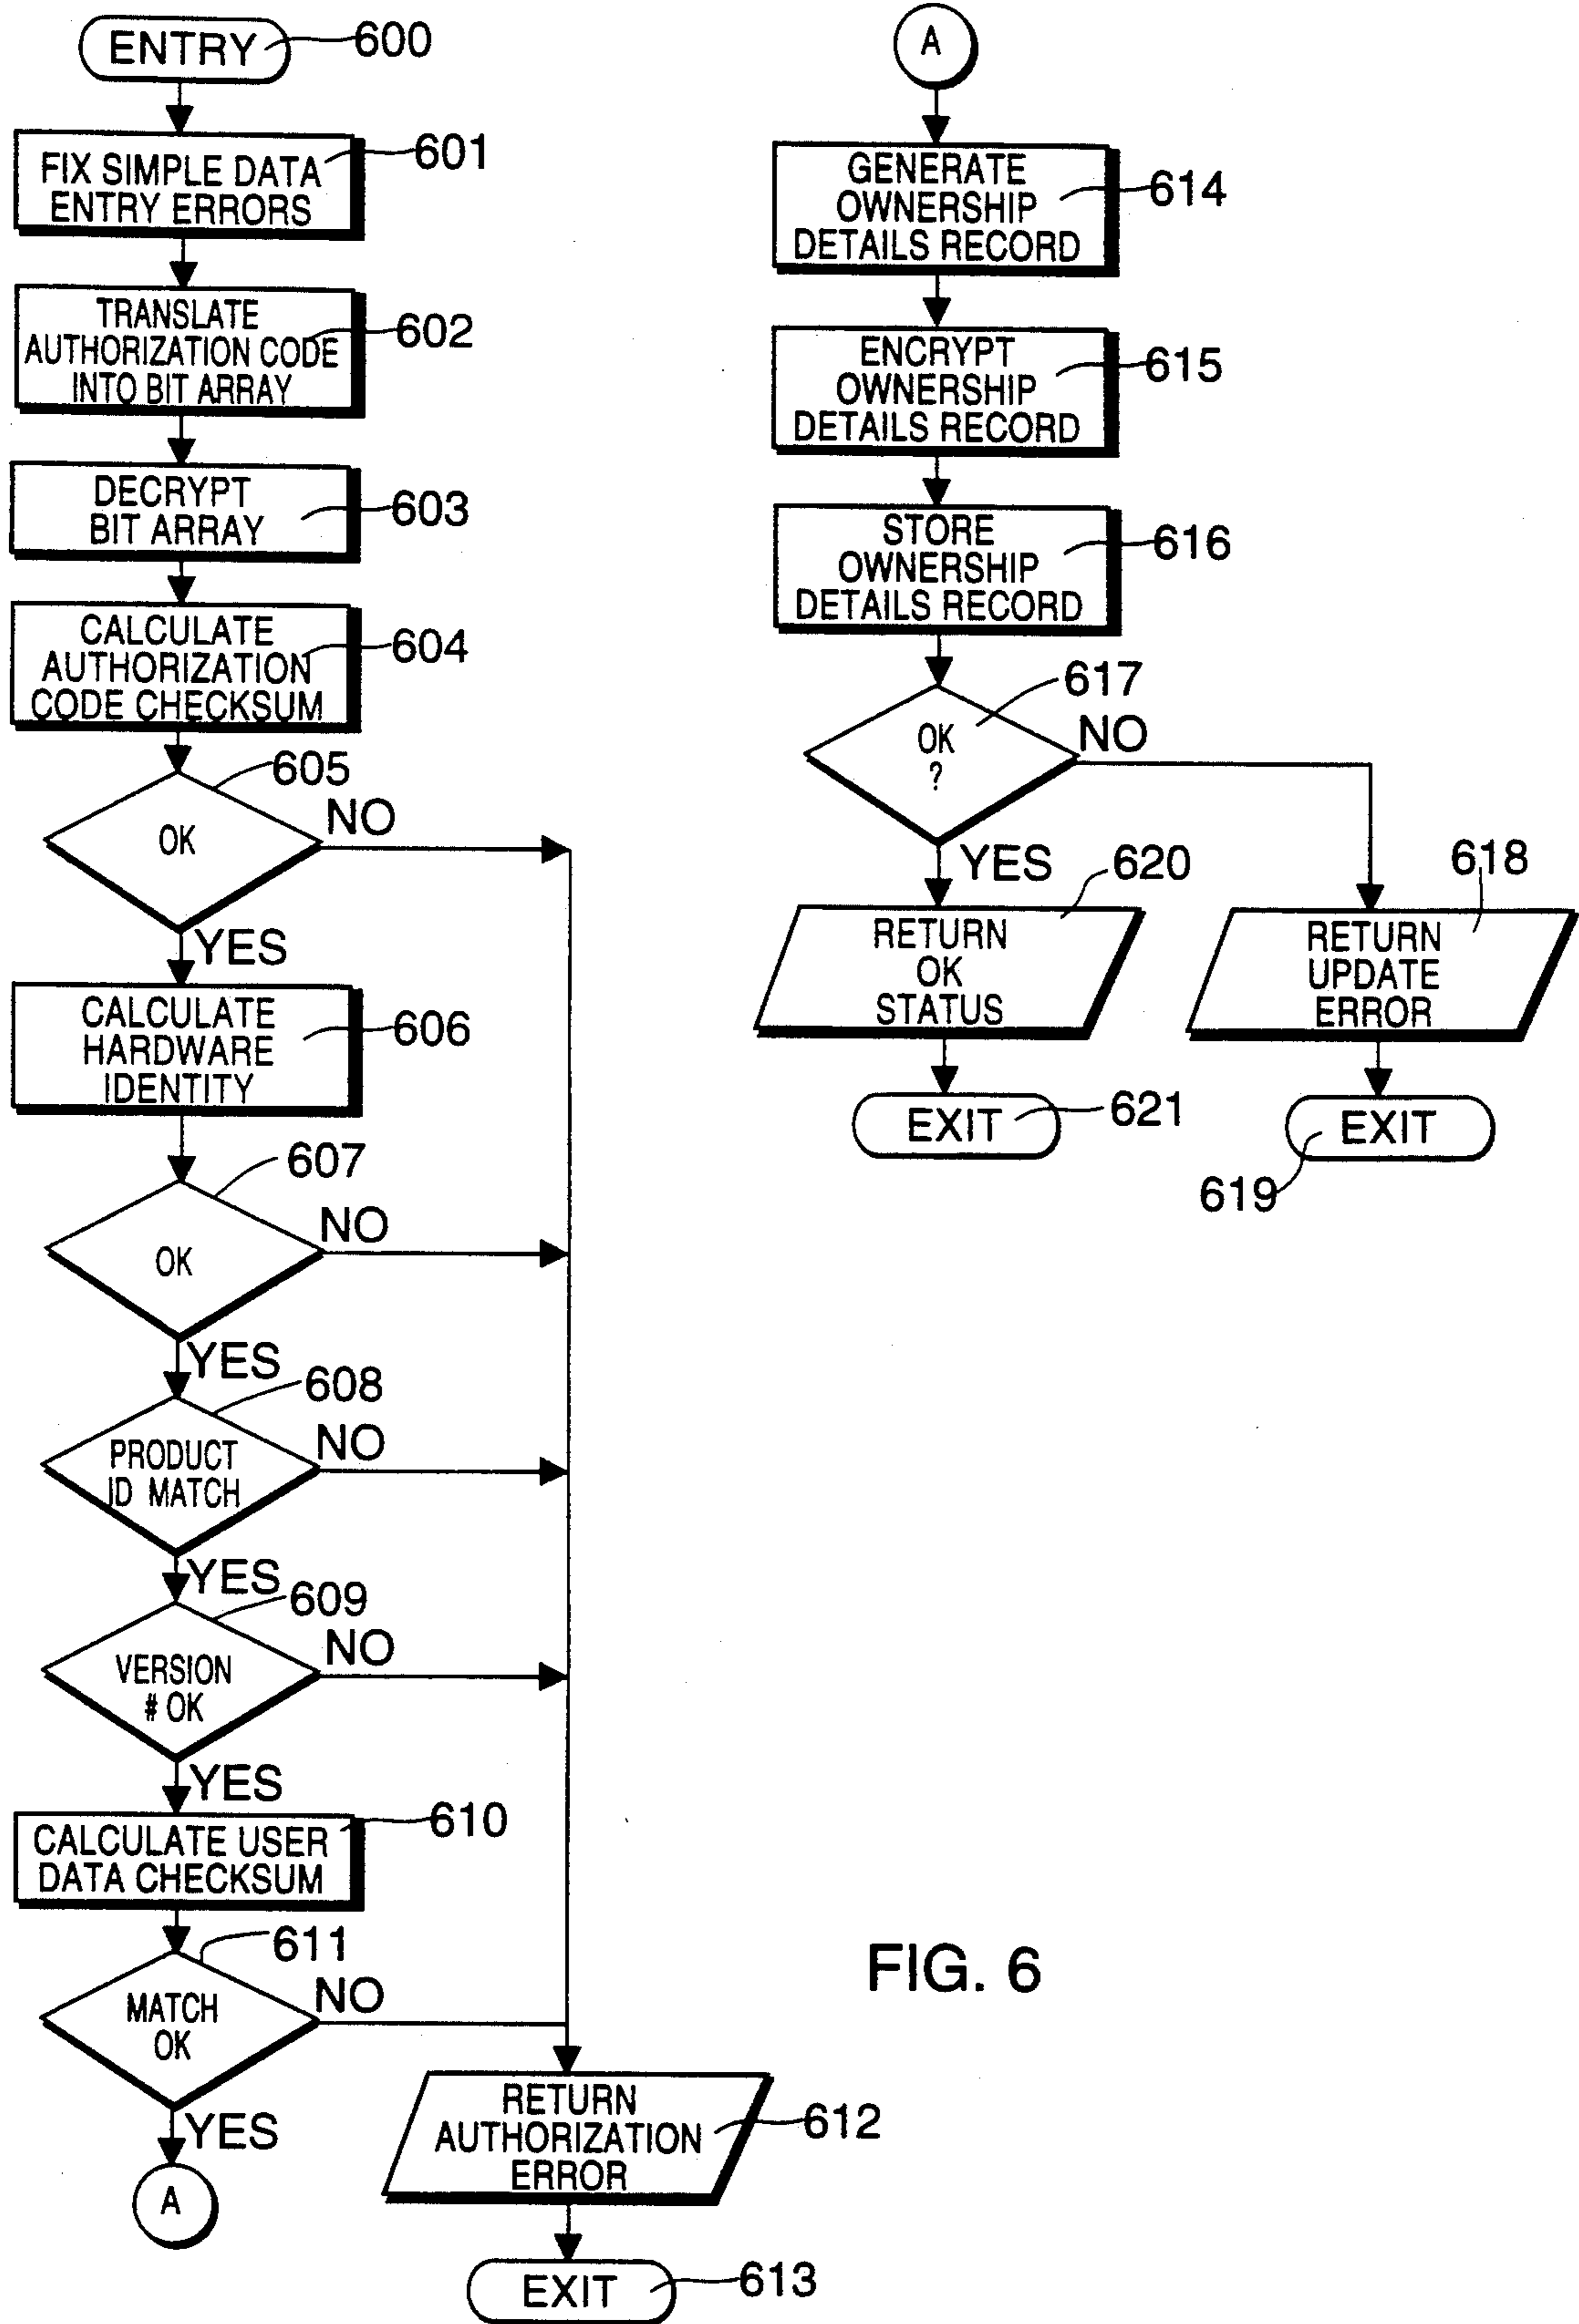 ENTRY 600
FIX SIMPLE DATA
ENTRY ERRORS
601
TRANSLATE
AUTHORIZATION CODE
INTO BIT ARRAY
602
DECRYPT
BIT ARRAY
603
CALCULATE
AUTHORIZATION
CODE CHECKSUM
604
605
OK
NO
YES
CALCULATE
HARDWARE
IDENTITY
606
607
OK
NO
YES
608
PRODUCT
ID MATCH
NO
YES
609
VERSION
# OK
NO
YES
CALCULATE USER
DATA CHECKSUM
610
611
MATCH
OK
NO
YES
A
RETURN
AUTHORIZATION
ERROR
612
EXIT 613
A
GENERATE
OWNERSHIP
DETAILS RECORD
614
ENCRYPT
OWNERSHIP
DETAILS RECORD
615
STORE
OWNERSHIP
DETAILS RECORD
616
617
OK
?
NO
YES
620
RETURN
OK
STATUS
EXIT 621
618
RETURN
UPDATE
ERROR
EXIT
619
FIG. 6